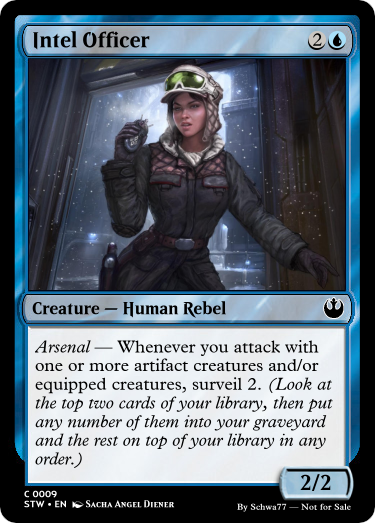 Intel Officer 2
Creature — Human Rebel
Arsenal — Whenever you attack with
one or more artifact creatures and/or
equipped creatures, surveil 2. (Look at
the top two cards of your library, then put
any number of them into your graveyard
and the rest on top of your library in any
order.)
2/2
C 0009
STW • EN Sacha Angel Diener
By Schwa77 — Not for Sale